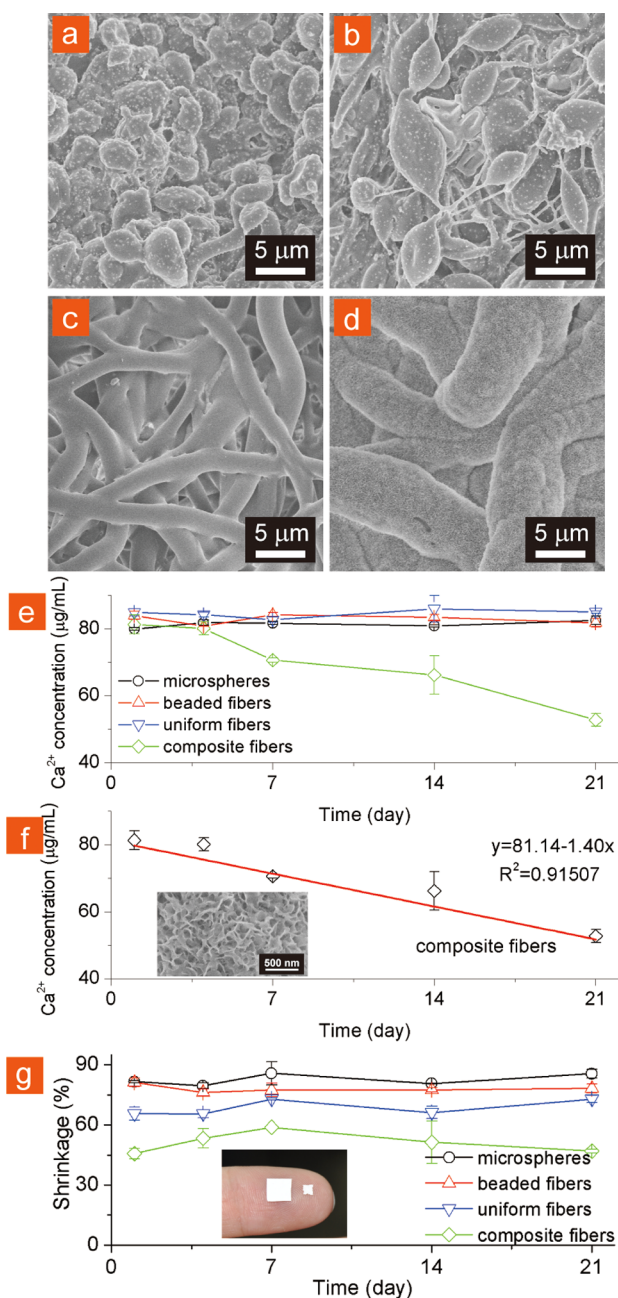 a
b
5 μm
5 μm
c
d
5 μm
5 μm
e
Ca²⁺ concentration (μg/mL)
80
60
40
microspheres
beaded fibers
uniform fibers
composite fibers
0
7
14
21
Time (day)
f
Ca²⁺ concentration (μg/mL)
80
60
40
y=81.14-1.40x
R²=0.91507
500 nm
composite fibers
0
7
14
21
Time (day)
g
Shrinkage (%)
90
60
45
30
0
microspheres
beaded fibers
uniform fibers
composite fibers
0
7
14
21
Time (day)